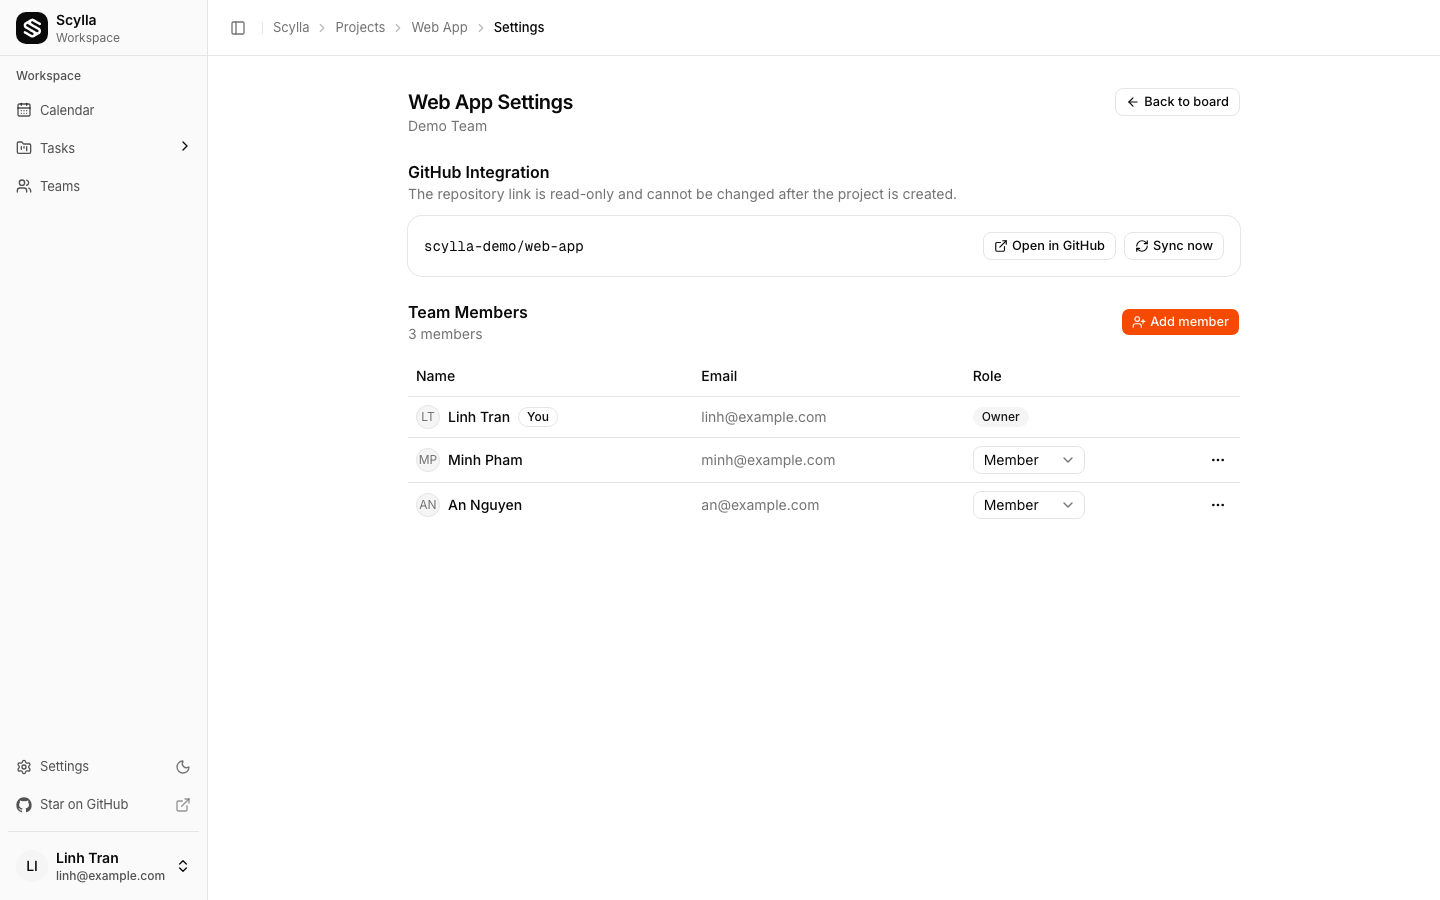 Scylla
Workspace
Workspace
Calendar
Tasks
Teams
Settings
Star on GitHub
LI
Linh Tran
linh@example.com
Scylla
Projects
Web App
Settings
Web App Settings
Demo Team
Back to board
GitHub Integration
The repository link is read-only and cannot be changed after the project is created.
scylla-demo/web-app
Open in GitHub
Sync now
Team Members
3 members
Add member
Name Email Role
LT Linh Tran You linh@example.com Owner
MP Minh Pham minh@example.com Member
AN An Nguyen an@example.com Member